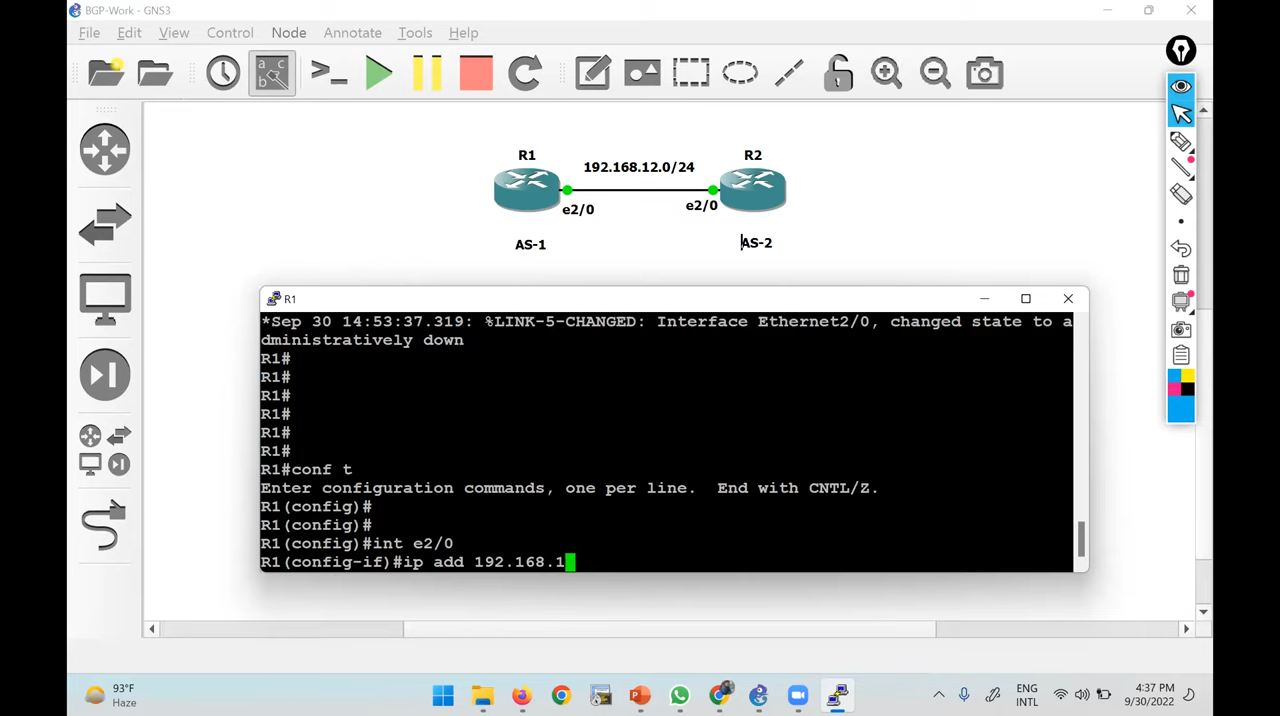 BGP-Work - GNS3
File Edit View Control Node Annotate Tools Help
a c
b
R1
192.168.12.0/24
R2
e2/0
e2/0
AS-1
AS-2
R1
*Sep 30 14:53:37.319: %LINK-5-CHANGED: Interface Ethernet2/0, changed state to a
dministratively down
R1#
R1#
R1#
R1#
R1#
R1#
R1#conf t
Enter configuration commands, one per line.  End with CNTL/Z.
R1(config)#
R1(config)#
R1(config)#int e2/0
R1(config-if)#ip add 192.168.1
93°F
Haze
ENG
INTL
4:37 PM
9/30/2022